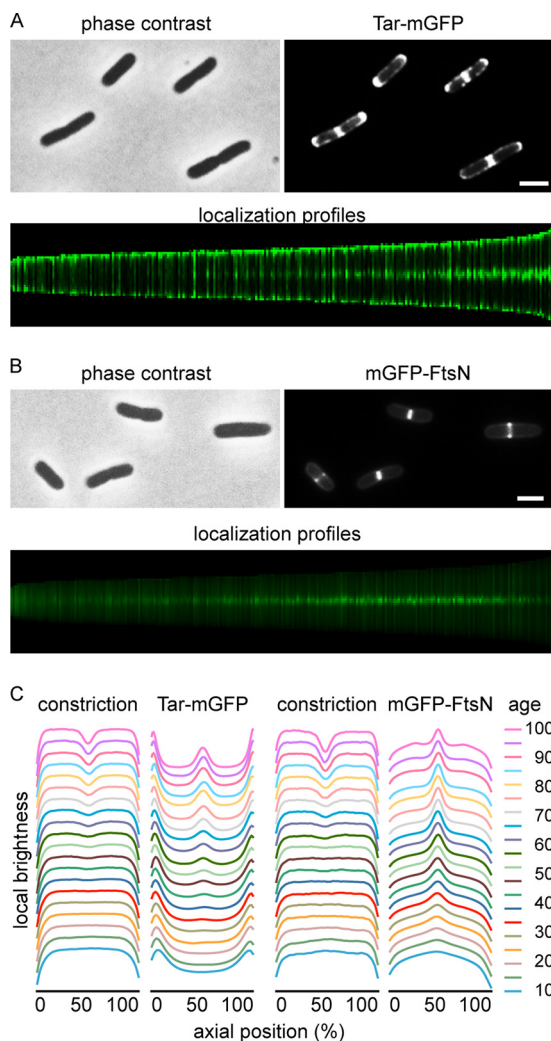 A
phase contrast
Tar-mGFP
localization profiles
B
phase contrast
mGFP-FtsN
localization profiles
C constriction Tar-mGFP constriction mGFP-FtsN age
100
90
80
70
60
50
40
30
20
10
local brightness
0 50 100 0 50 100 0 50 100 0 50 100
axial position (%)